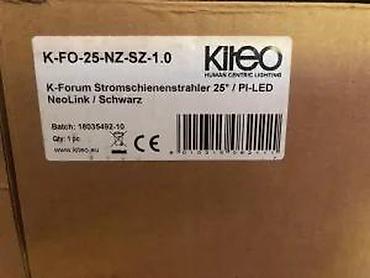 K-FO-25-NZ-SZ-1.0
Kiteo
HUMAN CENTRIC LIGHTING
K-Forum Stromschienenstrahler 25° / PI-LED
NeoLink / Schwarz
Batch: 18035492-10
Qty: 1 pc
www.kiteo.eu